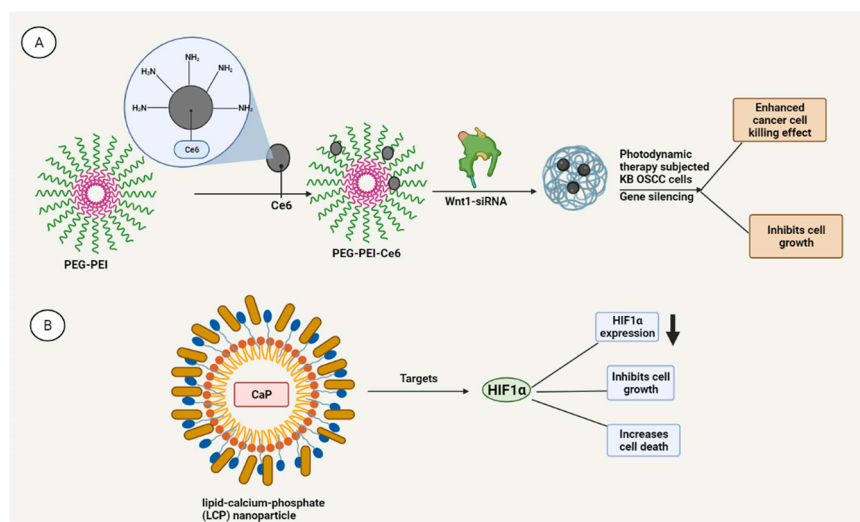 A
NH₂
H₂N
NH₂
H₂N
NH₂
Ce6
Ce6
PEG-PEI
PEG-PEI-Ce6
Wnt1-siRNA
Photodynamic
therapy subjected
KB OSCC cells
Gene silencing
Enhanced
cancer cell
killing effect
Inhibits cell
growth
B
CaP
lipid-calcium-phosphate
(LCP) nanoparticle
Targets
HIF1α
HIF1α
expression
Inhibits cell
growth
Increases
cell death